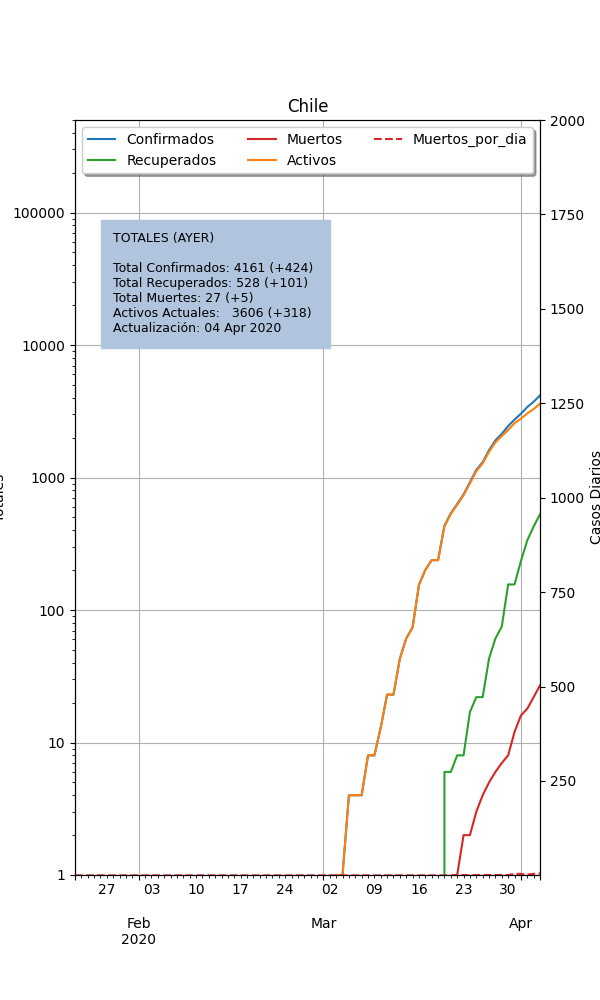 Chile
Confirmados
Recuperados
Muertos
Activos
Muertos_por_dia
TOTALES (AYER)
Total Confirmados: 4161 (+424)
Total Recuperados: 528 (+101)
Total Muertes: 27 (+5)
Activos Actuales: 3606 (+318)
Actualización: 04 Apr 2020
100000
10000
1000
100
10
1
2000
1750
1500
1250
1000
750
500
250
Casos Diarios
27 03 10 17 24 02 09 16 23 30
Feb Mar Apr
2020